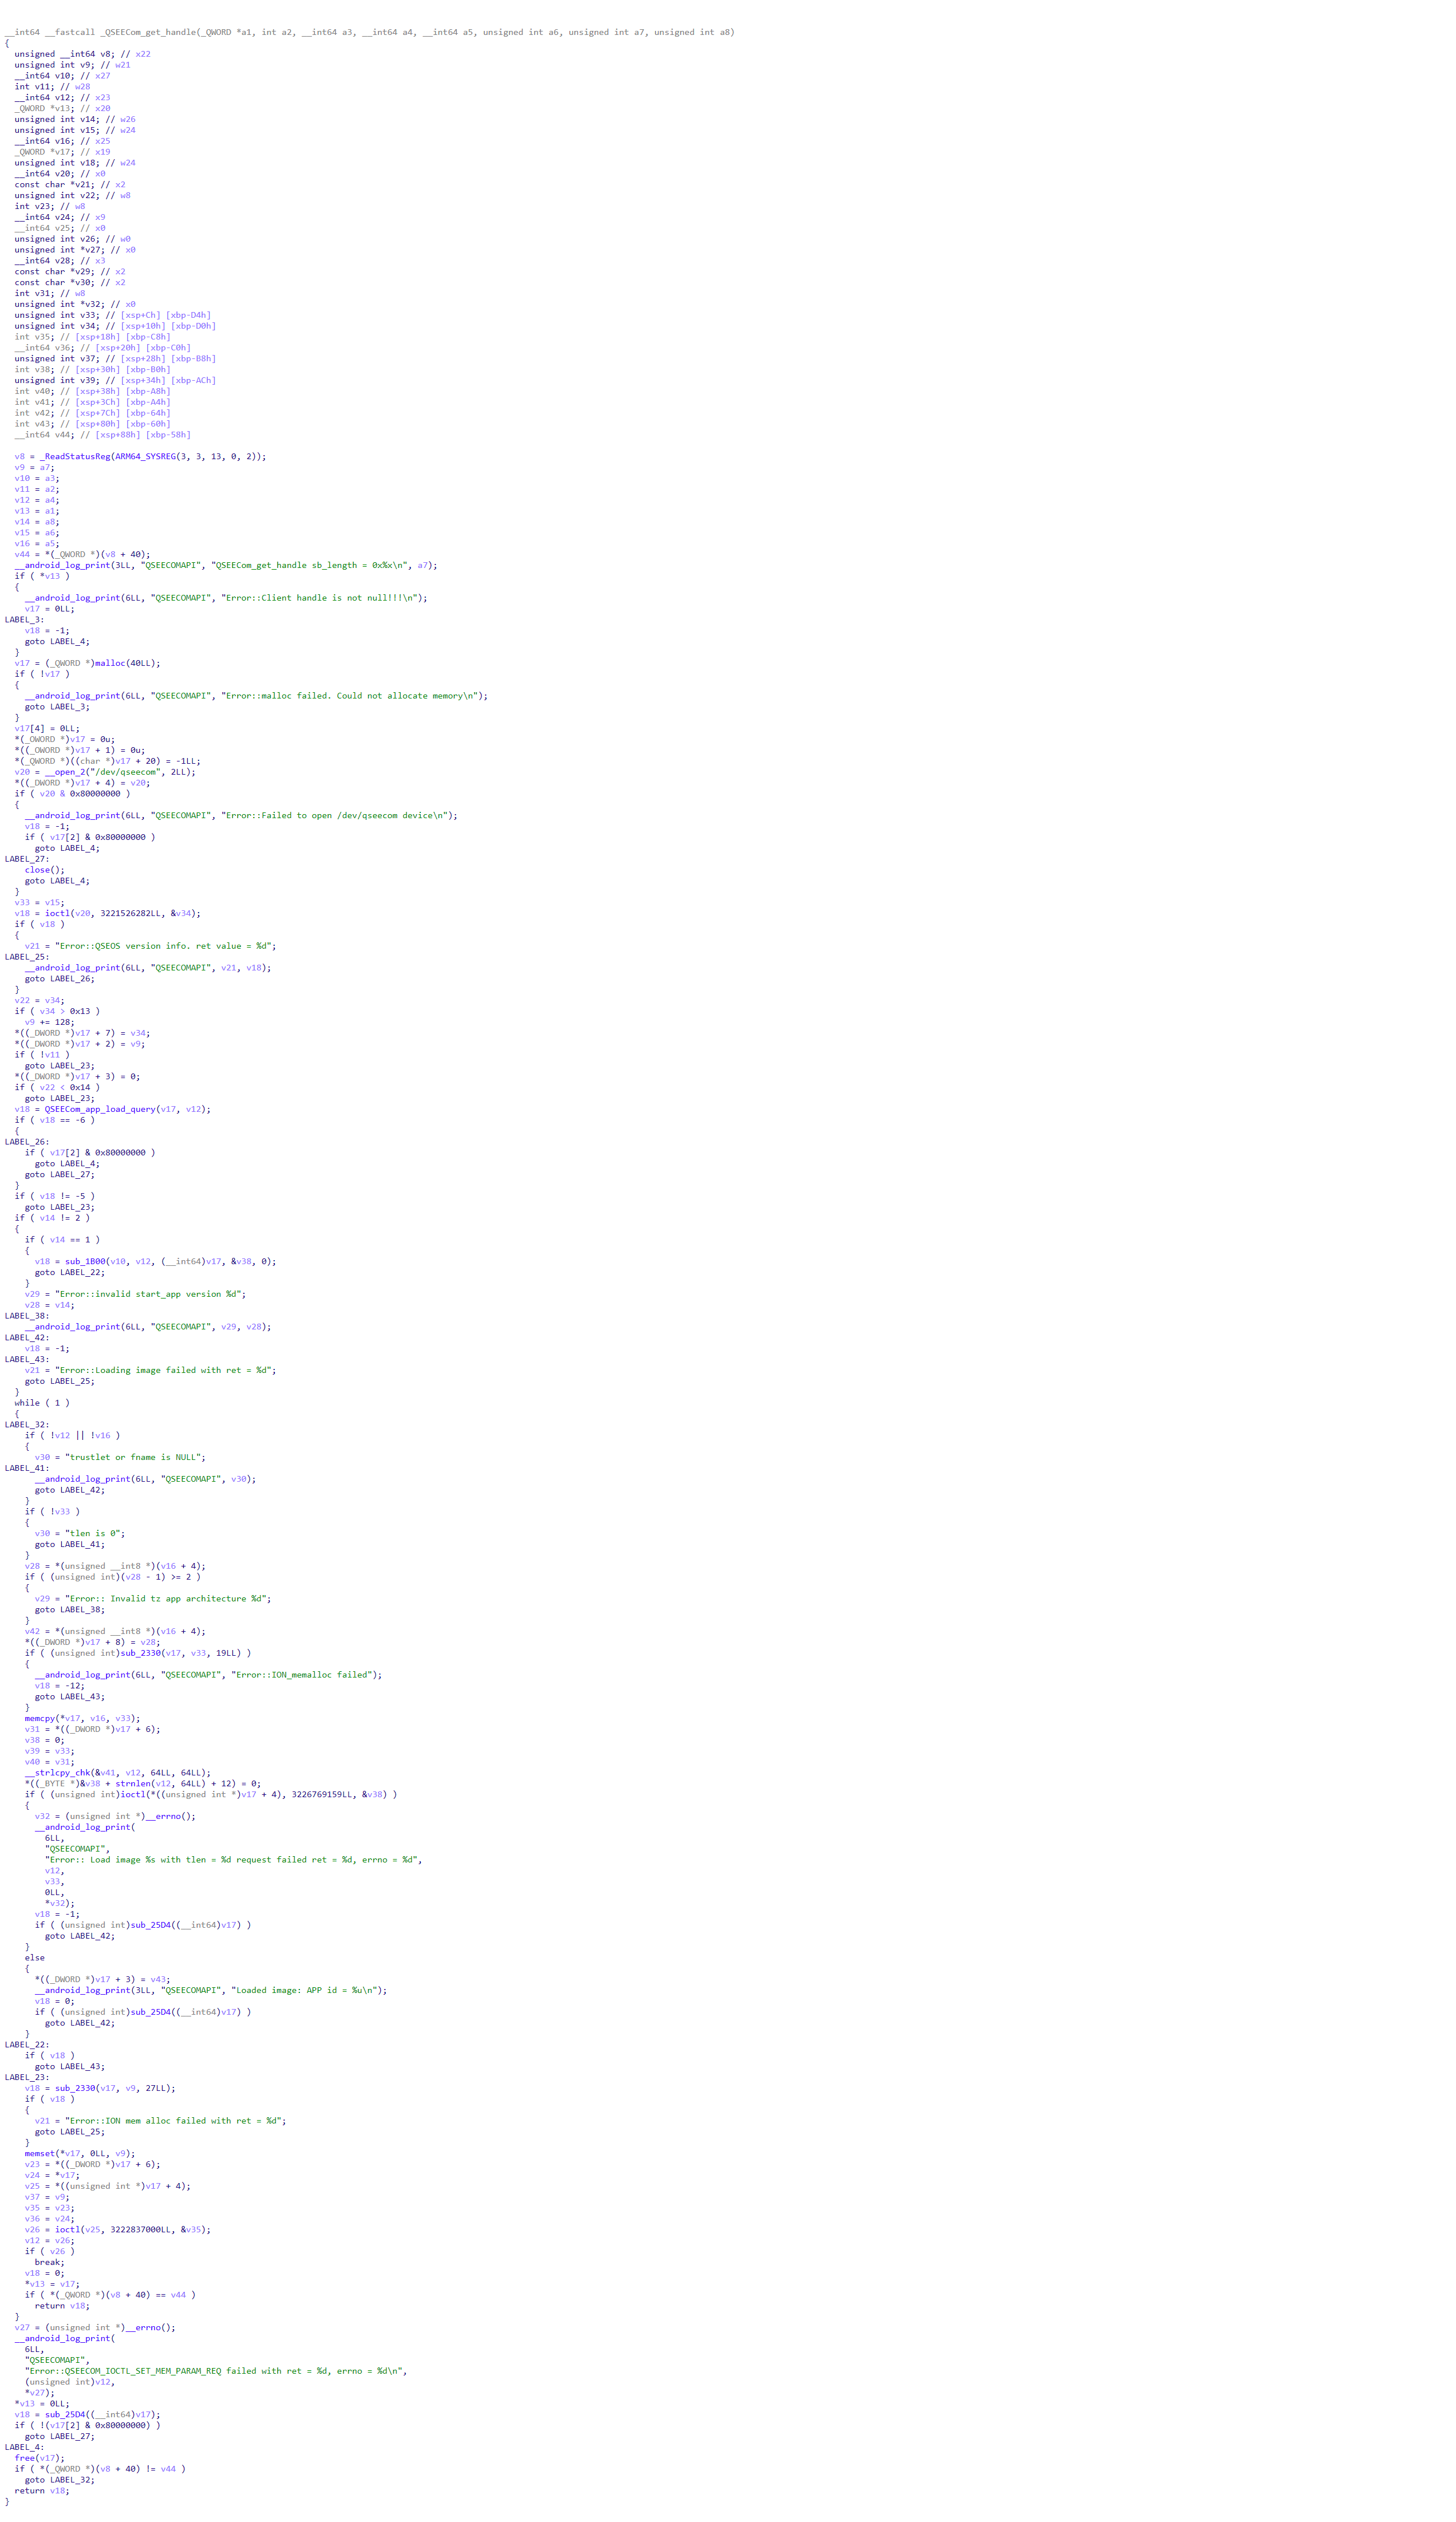 __int64 __fastcall _QSEECom_get_handle(_QWORD *a1, int a2, __int64 a3, __int64 a4, __int64 a5, unsigned int a6, unsigned int a7, unsigned int a8)
{
  unsigned __int64 v8; // x22
  unsigned int v9; // w21
  __int64 v10; // x27
  int v11; // w28
  __int64 v12; // x23
  _QWORD *v13; // x20
  unsigned int v14; // w26
  unsigned int v15; // w24
  __int64 v16; // x25
  _QWORD *v17; // x19
  unsigned int v18; // w24
  __int64 v20; // x0
  const char *v21; // x2
  unsigned int v22; // w8
  int v23; // w8
  __int64 v24; // x9
  __int64 v25; // x0
  unsigned int v26; // w0
  unsigned int *v27; // x0
  __int64 v28; // x3
  const char *v29; // x2
  const char *v30; // x2
  int v31; // w8
  unsigned int *v32; // x0
  unsigned int v33; // [xsp+Ch] [xbp-D4h]
  unsigned int v34; // [xsp+10h] [xbp-D0h]
  int v35; // [xsp+18h] [xbp-C8h]
  __int64 v36; // [xsp+20h] [xbp-C0h]
  unsigned int v37; // [xsp+28h] [xbp-B8h]
  int v38; // [xsp+30h] [xbp-B0h]
  unsigned int v39; // [xsp+34h] [xbp-ACh]
  int v40; // [xsp+38h] [xbp-A8h]
  int v41; // [xsp+3Ch] [xbp-A4h]
  int v42; // [xsp+7Ch] [xbp-64h]
  int v43; // [xsp+80h] [xbp-60h]
  __int64 v44; // [xsp+88h] [xbp-58h]

  v8 = _ReadStatusReg(ARM64_SYSREG(3, 3, 13, 0, 2));
  v9 = a7;
  v10 = a3;
  v11 = a2;
  v12 = a4;
  v13 = a1;
  v14 = a8;
  v15 = a6;
  v16 = a5;
  v44 = *(_QWORD *)(v8 + 40);
  __android_log_print(3LL, "QSEECOMAPI", "QSEECom_get_handle sb_length = 0x%x\n", a7);
  if ( *v13 )
  {
    __android_log_print(6LL, "QSEECOMAPI", "Error::Client handle is not null!!!\n");
    v17 = 0LL;
LABEL_3:
    v18 = -1;
    goto LABEL_4;
  }
  v17 = (_QWORD *)malloc(40LL);
  if ( !v17 )
  {
    __android_log_print(6LL, "QSEECOMAPI", "Error::malloc failed. Could not allocate memory\n");
    goto LABEL_3;
  }
  v17[4] = 0LL;
  *(_OWORD *)v17 = 0u;
  *((_OWORD *)v17 + 1) = 0u;
  *(_QWORD *)((char *)v17 + 20) = -1LL;
  v20 = __open_2("/dev/qseecom", 2LL);
  *((_DWORD *)v17 + 4) = v20;
  if ( v20 & 0x80000000 )
  {
    __android_log_print(6LL, "QSEECOMAPI", "Error::Failed to open /dev/qseecom device\n");
    v18 = -1;
    if ( v17[2] & 0x80000000 )
      goto LABEL_4;
LABEL_27:
    close();
    goto LABEL_4;
  }
  v33 = v15;
  v18 = ioctl(v20, 3221526282LL, &v34);
  if ( v18 )
  {
    v21 = "Error::QSEOS version info. ret value = %d";
LABEL_25:
    __android_log_print(6LL, "QSEECOMAPI", v21, v18);
    goto LABEL_26;
  }
  v22 = v34;
  if ( v34 > 0x13 )
    v9 += 128;
  *((_DWORD *)v17 + 7) = v34;
  *((_DWORD *)v17 + 2) = v9;
  if ( !v11 )
    goto LABEL_23;
  *((_DWORD *)v17 + 3) = 0;
  if ( v22 < 0x14 )
    goto LABEL_23;
  v18 = QSEECom_app_load_query(v17, v12);
  if ( v18 == -6 )
  {
LABEL_26:
    if ( v17[2] & 0x80000000 )
      goto LABEL_4;
    goto LABEL_27;
  }
  if ( v18 != -5 )
    goto LABEL_23;
  if ( v14 != 2 )
  {
    if ( v14 == 1 )
    {
      v18 = sub_1B00(v10, v12, (__int64)v17, &v38, 0);
      goto LABEL_22;
    }
    v29 = "Error::invalid start_app version %d";
    v28 = v14;
LABEL_38:
    __android_log_print(6LL, "QSEECOMAPI", v29, v28);
LABEL_42:
    v18 = -1;
LABEL_43:
    v21 = "Error::Loading image failed with ret = %d";
    goto LABEL_25;
  }
  while ( 1 )
  {
LABEL_32:
    if ( !v12 || !v16 )
    {
      v30 = "trustlet or fname is NULL";
LABEL_41:
      __android_log_print(6LL, "QSEECOMAPI", v30);
      goto LABEL_42;
    }
    if ( !v33 )
    {
      v30 = "tlen is 0";
      goto LABEL_41;
    }
    v28 = *(unsigned __int8 *)(v16 + 4);
    if ( (unsigned int)(v28 - 1) >= 2 )
    {
      v29 = "Error:: Invalid tz app architecture %d";
      goto LABEL_38;
    }
    v42 = *(unsigned __int8 *)(v16 + 4);
    *((_DWORD *)v17 + 8) = v28;
    if ( (unsigned int)sub_2330(v17, v33, 19LL) )
    {
      __android_log_print(6LL, "QSEECOMAPI", "Error::ION_memalloc failed");
      v18 = -12;
      goto LABEL_43;
    }
    memcpy(*v17, v16, v33);
    v31 = *((_DWORD *)v17 + 6);
    v38 = 0;
    v39 = v33;
    v40 = v31;
    __strlcpy_chk(&v41, v12, 64LL, 64LL);
    *((_BYTE *)&v38 + strnlen(v12, 64LL) + 12) = 0;
    if ( (unsigned int)ioctl(*((unsigned int *)v17 + 4), 3226769159LL, &v38) )
    {
      v32 = (unsigned int *)__errno();
      __android_log_print(
        6LL,
        "QSEECOMAPI",
        "Error:: Load image %s with tlen = %d request failed ret = %d, errno = %d",
        v12,
        v33,
        0LL,
        *v32);
      v18 = -1;
      if ( (unsigned int)sub_25D4((__int64)v17) )
        goto LABEL_42;
    }
    else
    {
      *((_DWORD *)v17 + 3) = v43;
      __android_log_print(3LL, "QSEECOMAPI", "Loaded image: APP id = %u\n");
      v18 = 0;
      if ( (unsigned int)sub_25D4((__int64)v17) )
        goto LABEL_42;
    }
LABEL_22:
    if ( v18 )
      goto LABEL_43;
LABEL_23:
    v18 = sub_2330(v17, v9, 27LL);
    if ( v18 )
    {
      v21 = "Error::ION mem alloc failed with ret = %d";
      goto LABEL_25;
    }
    memset(*v17, 0LL, v9);
    v23 = *((_DWORD *)v17 + 6);
    v24 = *v17;
    v25 = *((unsigned int *)v17 + 4);
    v37 = v9;
    v35 = v23;
    v36 = v24;
    v26 = ioctl(v25, 3222837000LL, &v35);
    v12 = v26;
    if ( v26 )
      break;
    v18 = 0;
    *v13 = v17;
    if ( *(_QWORD *)(v8 + 40) == v44 )
      return v18;
  }
  v27 = (unsigned int *)__errno();
  __android_log_print(
    6LL,
    "QSEECOMAPI",
    "Error::QSEECOM_IOCTL_SET_MEM_PARAM_REQ failed with ret = %d, errno = %d\n",
    (unsigned int)v12,
    *v27);
  *v13 = 0LL;
  v18 = sub_25D4((__int64)v17);
  if ( !(v17[2] & 0x80000000) )
    goto LABEL_27;
LABEL_4:
  free(v17);
  if ( *(_QWORD *)(v8 + 40) != v44 )
    goto LABEL_32;
  return v18;
}